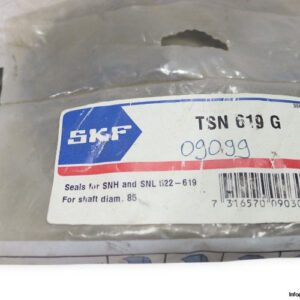 SKF
TSN 619 G
09099
Seals for SNH and SNL 522-619
For shaft diam. 85
7 316570 09030